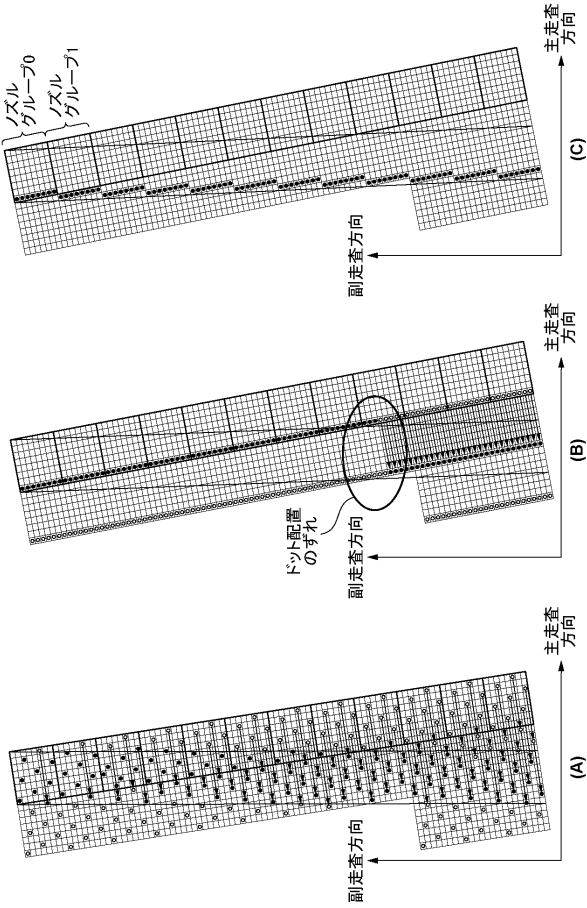 副走査方向
主走査
方向
(A)
ドット配置
のずれ
副走査方向
主走査
方向
(B)
ノズル
グループ0
ノズル
グループ1
副走査方向
主走査
方向
(C)